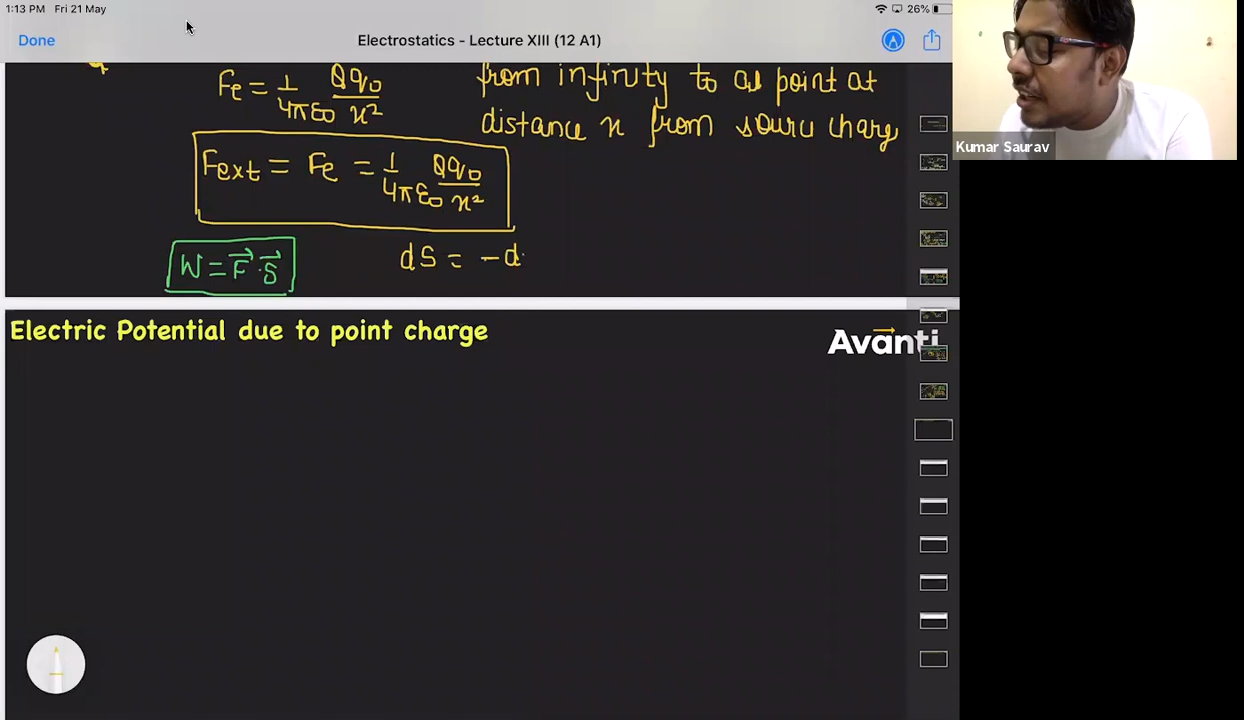 1:13 PM Fri 21 May
26%
Done
Electrostatics - Lecture XIII (12 A1)
Fe = 1/4πε0 Qq0/x²
from infinity to a point at
distance x from source charge
Fext = Fe = 1/4πε0 Qq0/x²
W = F⃗·S⃗
dS = -d
Kumar Saurav
Electric Potential due to point charge
Avanti